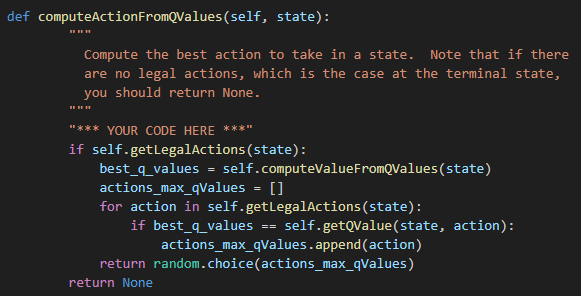 def computeActionFromQValues(self, state):
"""
Compute the best action to take in a state.  Note that if there
are no legal actions, which is the case at the terminal state,
you should return None.
"""
"*** YOUR CODE HERE ***"
if self.getLegalActions(state):
best_q_values = self.computeValueFromQValues(state)
actions_max_qValues = []
for action in self.getLegalActions(state):
if best_q_values == self.getQValue(state, action):
actions_max_qValues.append(action)
return random.choice(actions_max_qValues)
return None